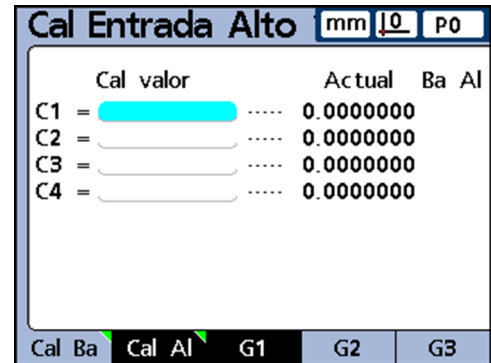 Cal Entrada Alto mm 0 P0
Cal valor Actual Ba Al
C1 = ..... 0.0000000
C2 = ..... 0.0000000
C3 = ..... 0.0000000
C4 = ..... 0.0000000
Cal Ba Cal Al G1 G2 G3